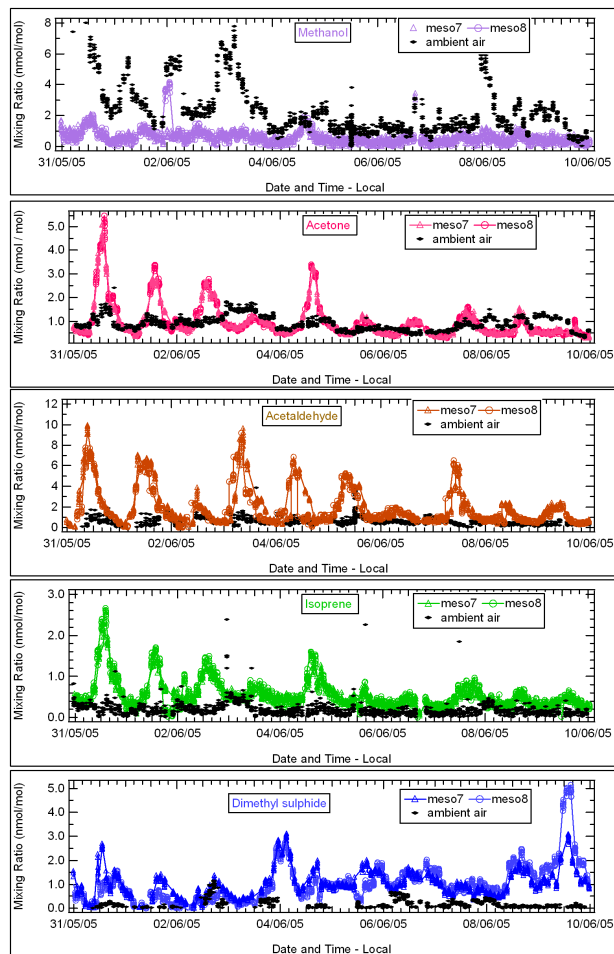 Mixing Ratio (nmol/mol)
8
6
4
2
0
Methanol
meso7 meso8
ambient air
31/05/05 02/06/05 04/06/05 06/06/05 08/06/05 10/06/05
Date and Time - Local
Mixing Ratio (nmol / mol)
5.0
4.0
3.0
2.0
1.0
Acetone
meso7 meso8
ambient air
31/05/05 02/06/05 04/06/05 06/06/05 08/06/05 10/06/05
Date and Time - Local
Mixing Ratio (nmol/mol)
12
10
8
6
4
2
0
Acetaldehyde
meso7 meso8
ambient air
31/05/05 02/06/05 04/06/05 06/06/05 08/06/05 10/06/05
Date and Time - Local
Mixing Ratio (nmol/mol)
3.0
2.0
1.0
0.0
Isoprene
meso7 meso8
ambient air
31/05/05 02/06/05 04/06/05 06/06/05 08/06/05 10/06/05
Date and Time - Local
Mixing Ratio (nmol/mol)
5.0
4.0
3.0
2.0
1.0
0.0
Dimethyl sulphide
meso7 meso8
ambient air
31/05/05 02/06/05 04/06/05 06/06/05 08/06/05 10/06/05
Date and Time - Local